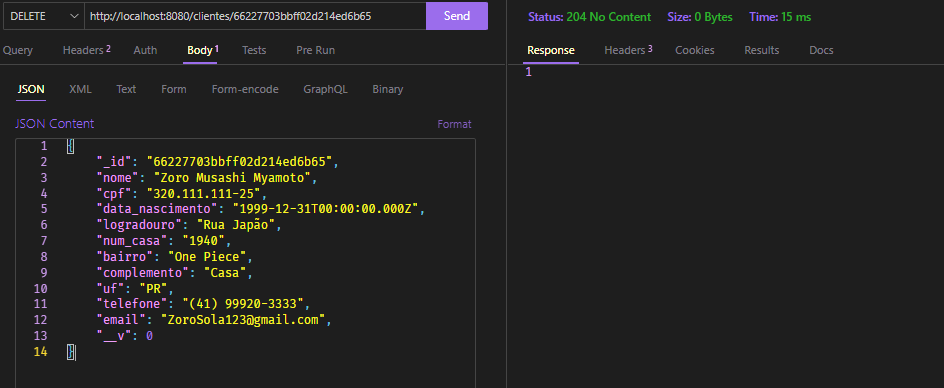 DELETE http://localhost:8080/clientes/66227703bbff02d214ed6b65 Send
Query Headers 2 Auth Body 1 Tests Pre Run
JSON XML Text Form Form-encode GraphQL Binary
JSON Content Format
1 {
2 "_id": "66227703bbff02d214ed6b65",
3 "nome": "Zoro Musashi Myamoto",
4 "cpf": "320.111.111-25",
5 "data_nascimento": "1999-12-31T00:00:00.000Z",
6 "logradouro": "Rua Japão",
7 "num_casa": "1940",
8 "bairro": "One Piece",
9 "complemento": "Casa",
10 "uf": "PR",
11 "telefone": "(41) 99920-3333",
12 "email": "ZoroSola123@gmail.com",
13 "__v": 0
14 }
Status: 204 No Content Size: 0 Bytes Time: 15 ms
Response Headers 3 Cookies Results Docs
1